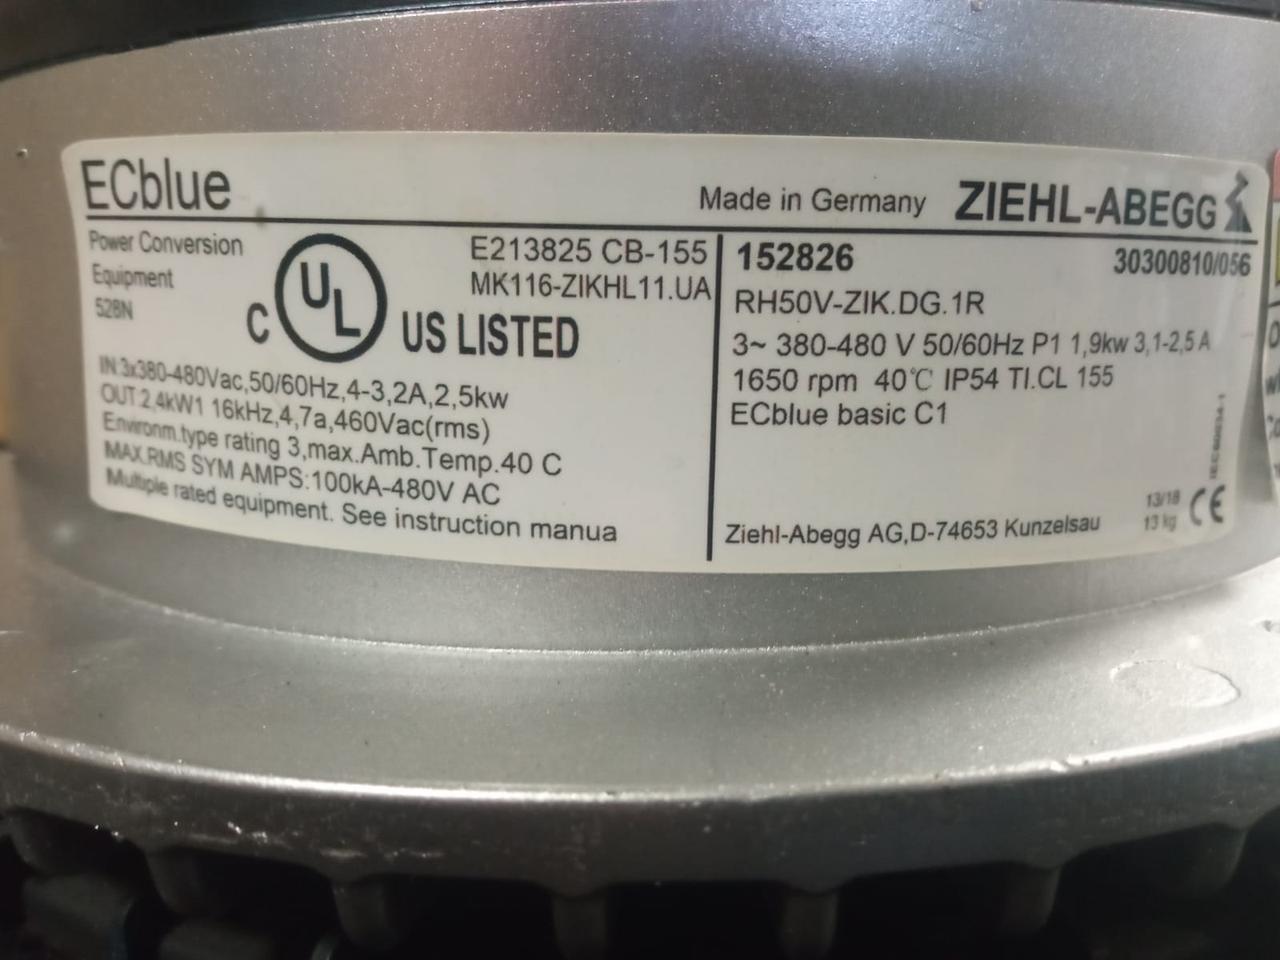 ECblue
Made in Germany ZIEHL-ABEGG
Power Conversion
Equipment
528N
C UL US LISTED
E213825 CB-155
MK116-ZIKHL11.UA
IN:3x380-480Vac,50/60Hz,4-3,2A,2,5kw
OUT:2,4kW1 16kHz,4,7a,460Vac(rms)
Environm.type rating 3,max.Amb.Temp.40 C
MAX.RMS SYM AMPS:100kA-480V AC
Multiple rated equipment. See instruction manua
152826 30300810/056
RH50V-ZIK.DG.1R
3~ 380-480 V 50/60Hz P1 1,9kw 3,1-2,5 A
1650 rpm 40℃ IP54 TI.CL 155
ECblue basic C1
IEC 60034-1
13/18
13 kg CE
Ziehl-Abegg AG,D-74653 Kunzelsau